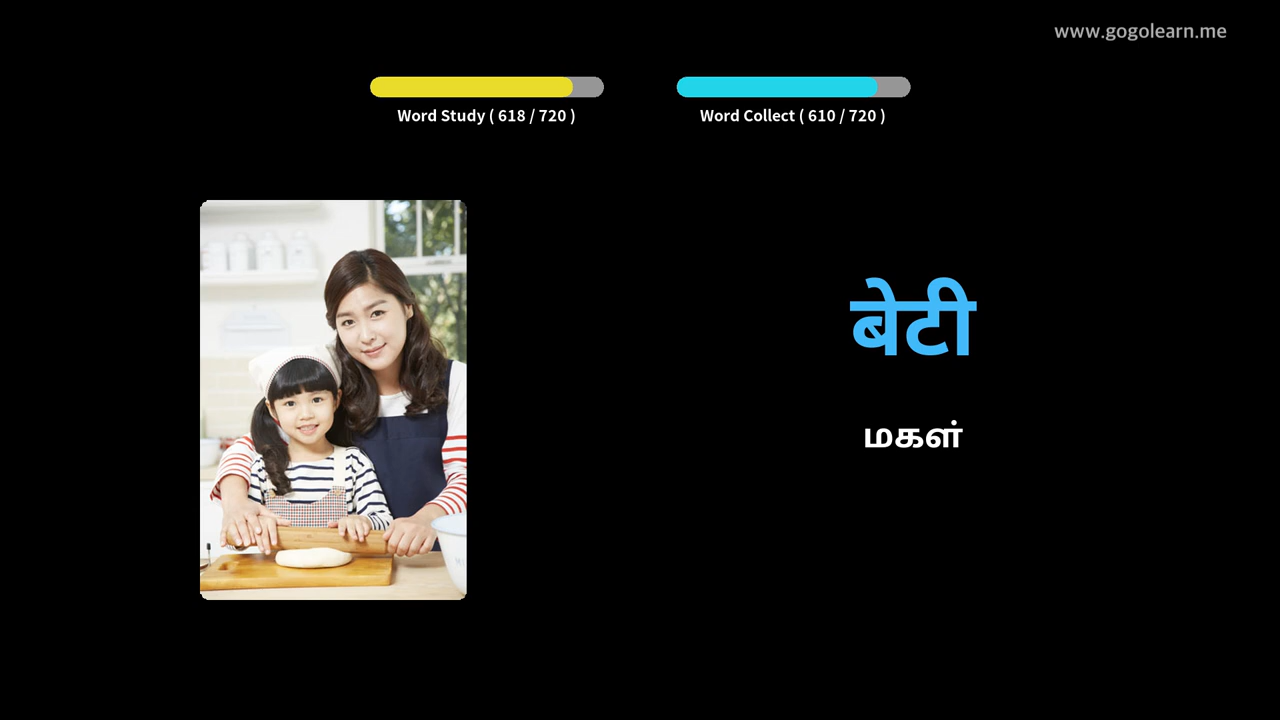 www.gogolearn.me
Word Study ( 618 / 720 )
Word Collect ( 610 / 720 )
बेटी
மகள்